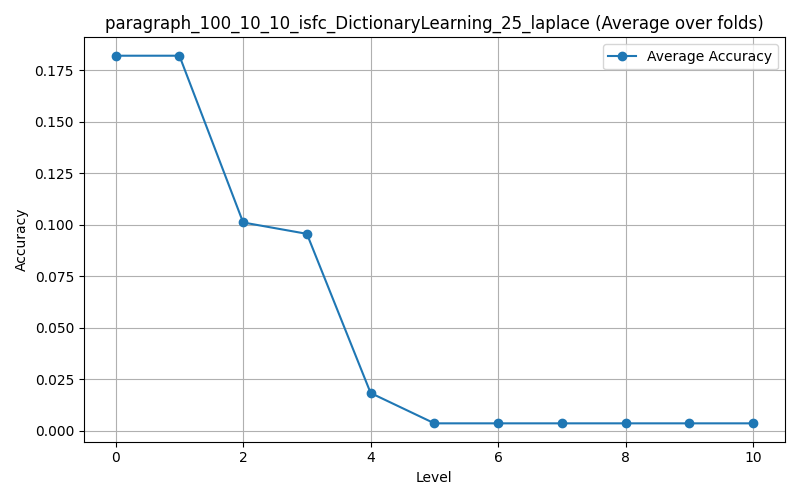 paragraph_100_10_10_isfc_DictionaryLearning_25_laplace (Average over folds)
Average Accuracy
Accuracy
0.175
0.150
0.125
0.100
0.075
0.050
0.025
0.000
0 2 4 6 8 10
Level